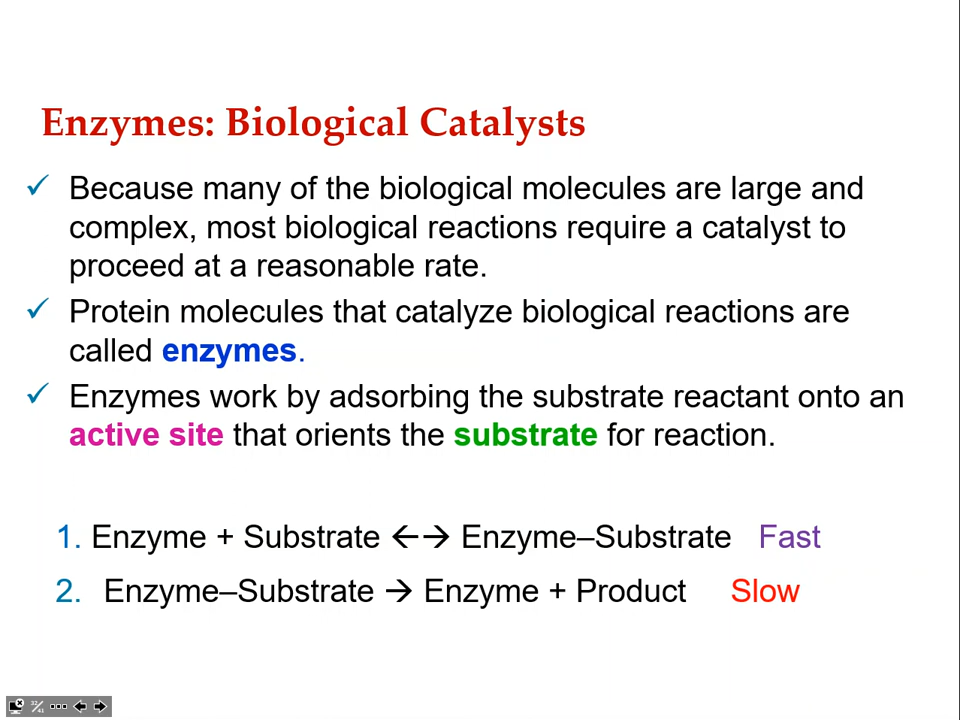 Enzymes: Biological Catalysts
✓ Because many of the biological molecules are large and
complex, most biological reactions require a catalyst to
proceed at a reasonable rate.
✓ Protein molecules that catalyze biological reactions are
called enzymes.
✓ Enzymes work by adsorbing the substrate reactant onto an
active site that orients the substrate for reaction.
1. Enzyme + Substrate ←→ Enzyme–Substrate Fast
2. Enzyme–Substrate → Enzyme + Product Slow